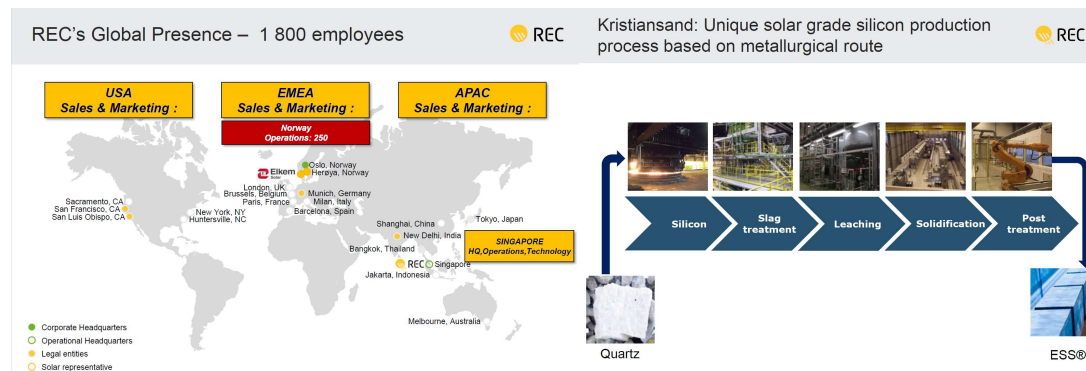 REC's Global Presence – 1 800 employees
REC
USA
Sales & Marketing :
EMEA
Sales & Marketing :
APAC
Sales & Marketing :
Norway
Operations: 250
Oslo, Norway
Elkem
Solar
Herøya, Norway
London, UK
Brussels, Belgium
Paris, France
Munich, Germany
Milan, Italy
Barcelona, Spain
Sacramento, CA
San Francisco, CA
San Luis Obispo, CA
New York, NY
Huntersville, NC
Shanghai, China
Tokyo, Japan
New Delhi, India
Bangkok, Thailand
SINGAPORE
HQ,Operations,Technology
REC
Singapore
Jakarta, Indonesia
Melbourne, Australia
Corporate Headquarters
Operational Headquarters
Legal entities
Solar representative
Kristiansand: Unique solar grade silicon production
process based on metallurgical route
REC
Silicon
Slag
treatment
Leaching
Solidification
Post
treatment
Quartz
ESS®